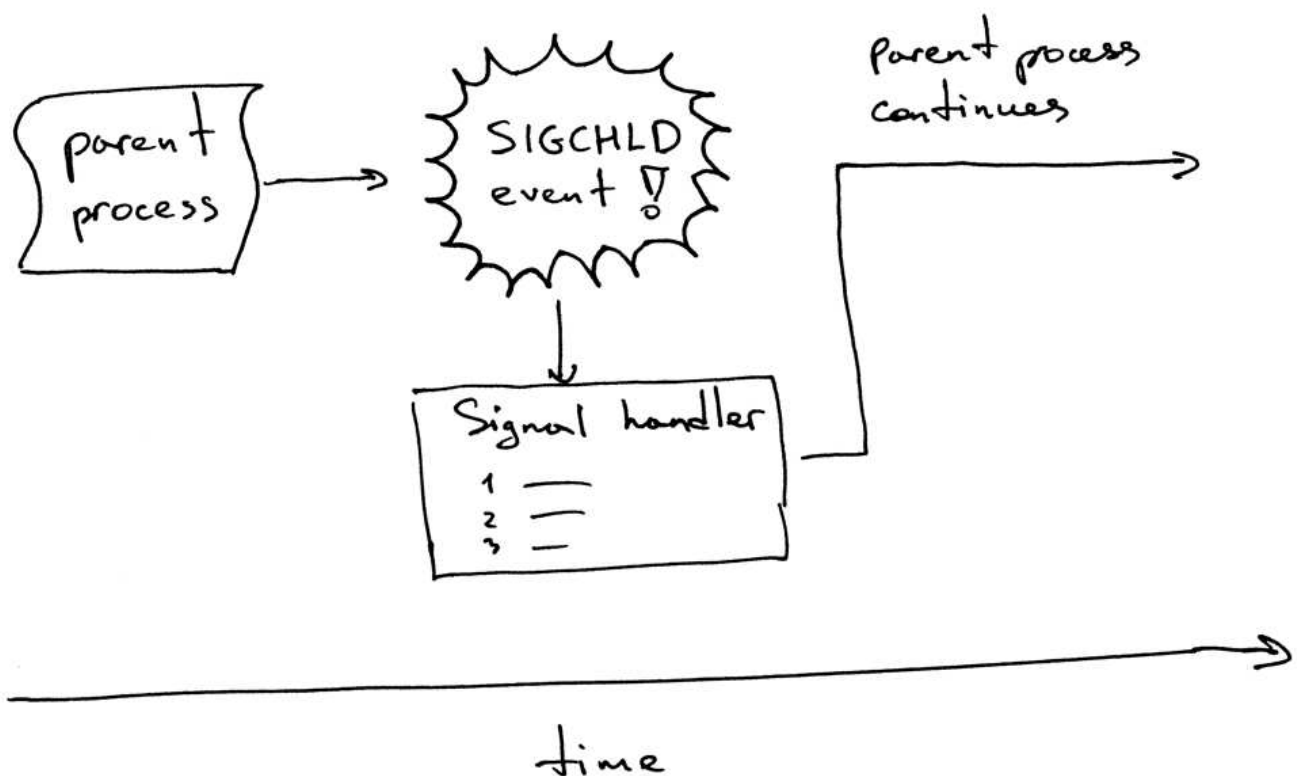 parent
process
SIGCHLD
event !
Parent process
continues
Signal handler
1
2
3
time